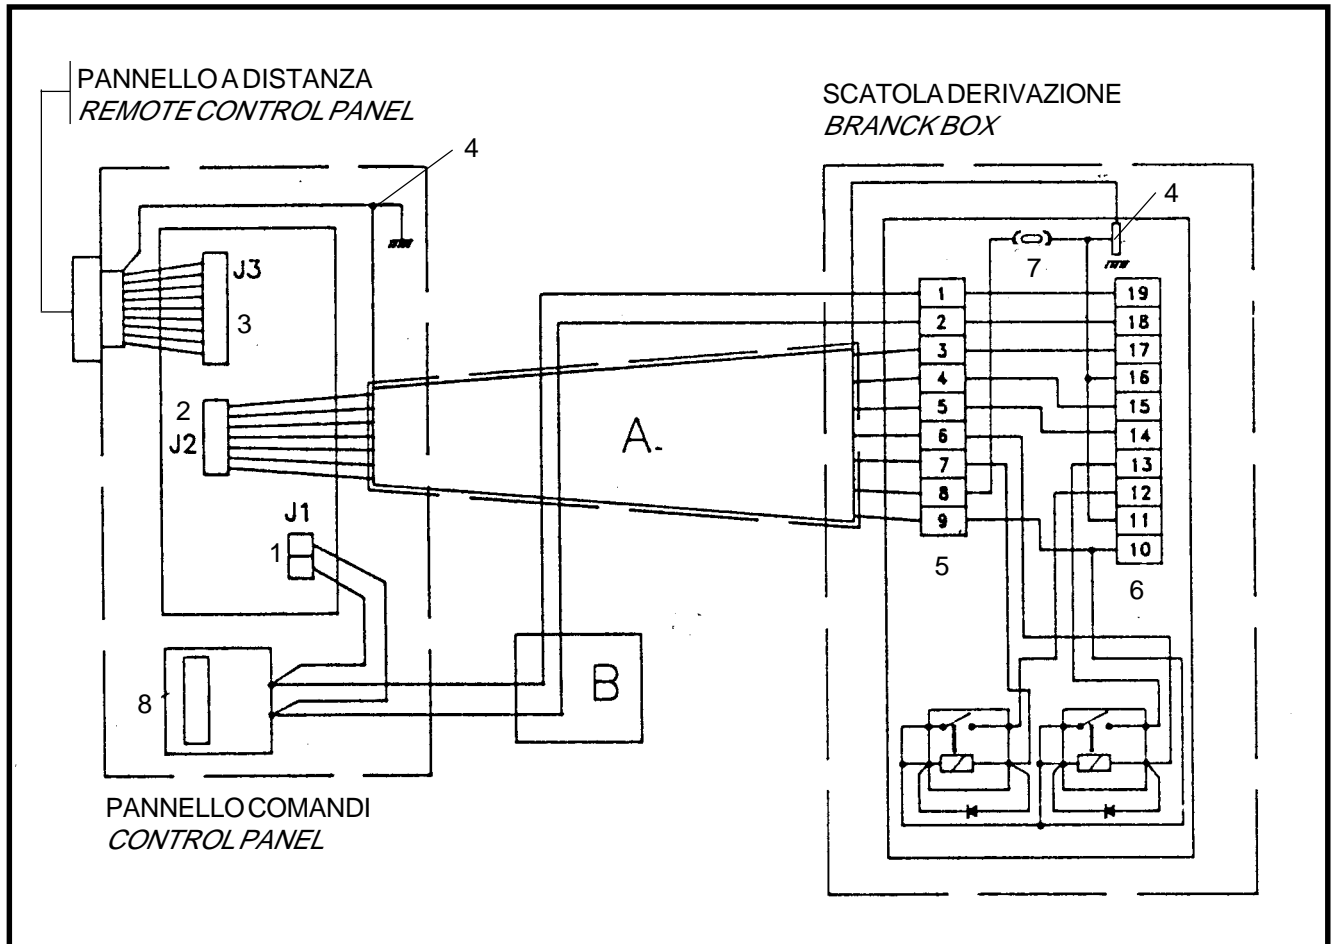 PANNELLO A DISTANZA
REMOTE CONTROL PANEL
SCATOLA DERIVAZIONE
BRANCK BOX
4
4
7
J3
3
2
J2
A-
J1
1
1
2
3
4
5
6
7
8
9
5
19
18
17
16
15
14
13
12
11
10
6
8
B
PANNELLO COMANDI
CONTROL PANEL